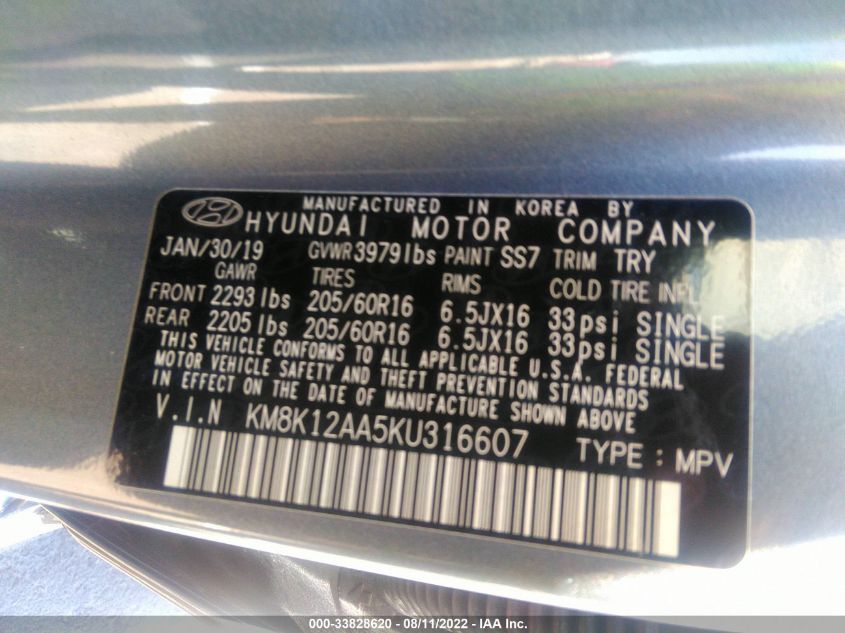 MANUFACTURED IN KOREA BY
HYUNDAI MOTOR COMPANY
JAN/30/19 GVWR 3979 lbs PAINT SS7 TRIM TRY
GAWR TIRES RIMS COLD TIRE INFL
FRONT 2293 lbs 205/60R16 6.5JX16 33psi SINGLE
REAR 2205 lbs 205/60R16 6.5JX16 33psi SINGLE
THIS VEHICLE CONFORMS TO ALL APPLICABLE U.S.A. FEDERAL
MOTOR VEHICLE SAFETY AND THEFT PREVENTION STANDARDS
IN EFFECT ON THE DATE OF MANUFACTURE SHOWN ABOVE
V.I.N KM8K12AA5KU316607
TYPE : MPV
000-33828620 - 08/11/2022 - IAA Inc.